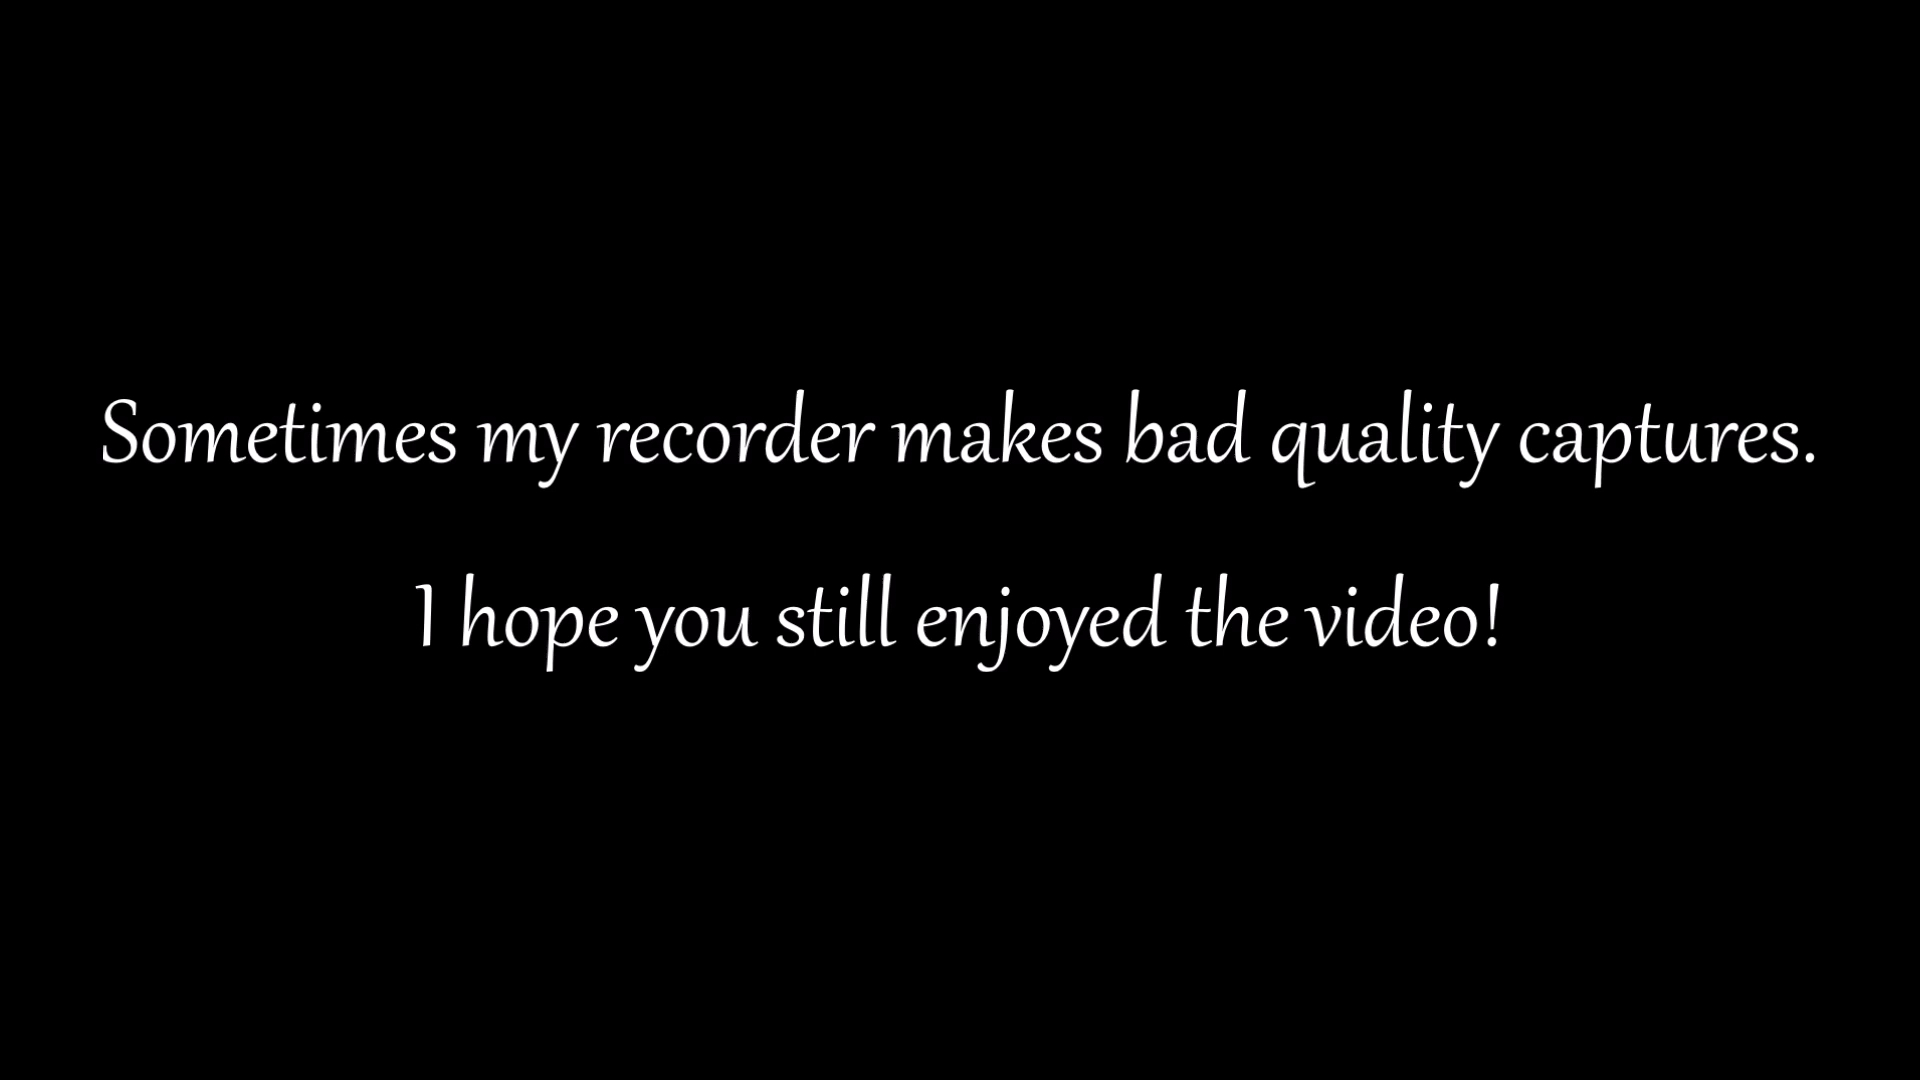 Sometimes my recorder makes bad quality captures.
I hope you still enjoyed the video!